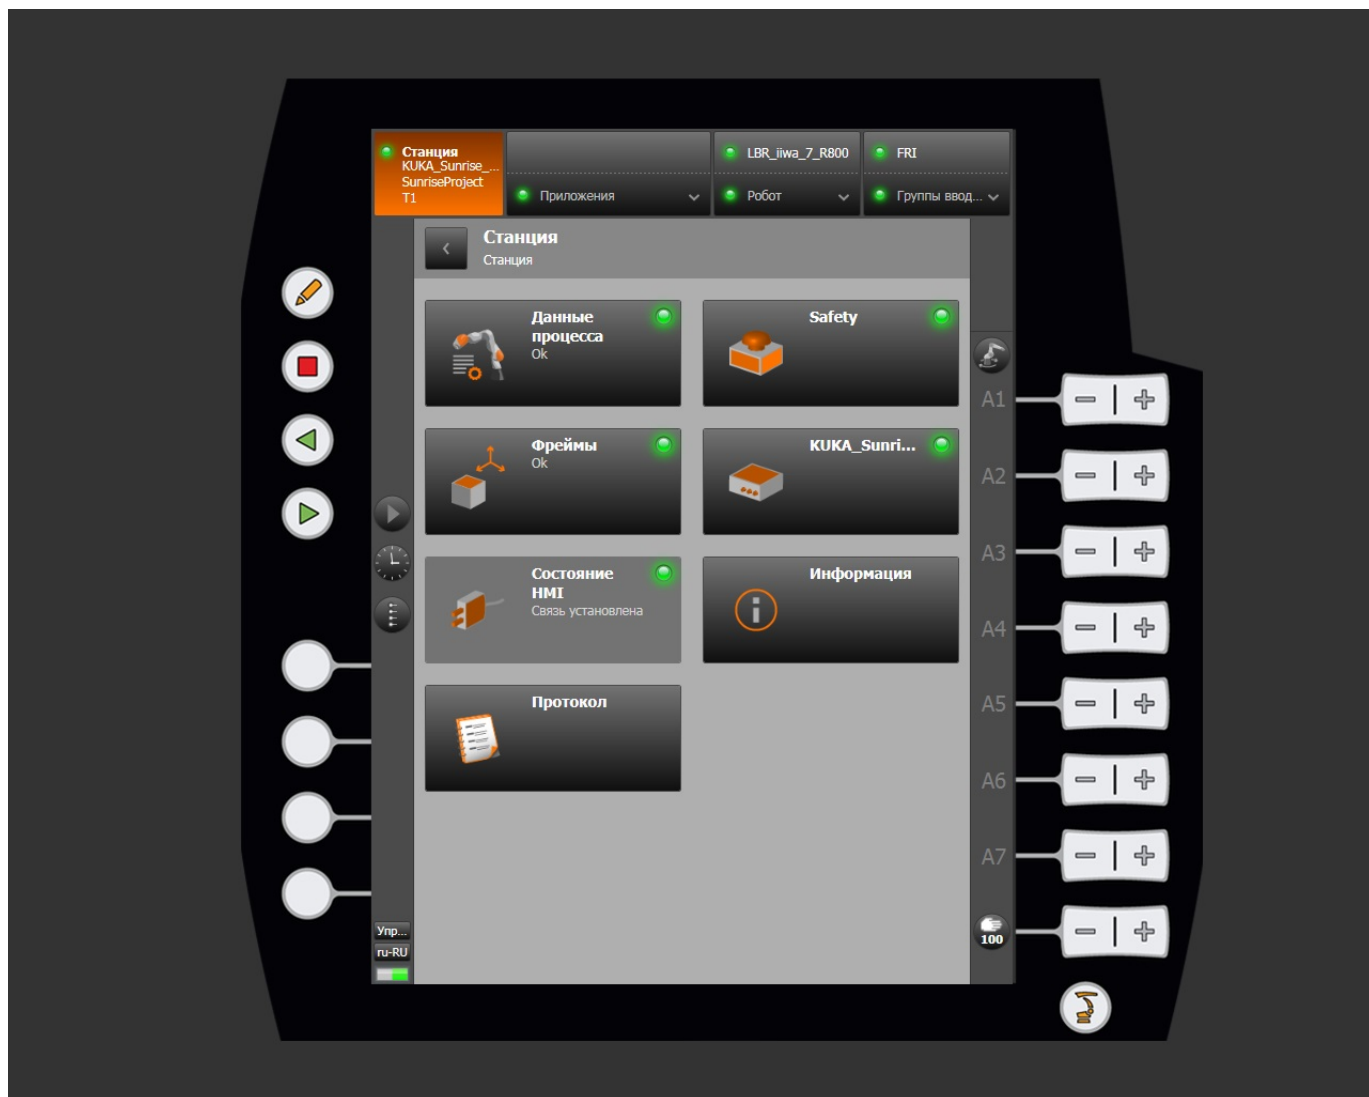 Станция
KUKA_Sunrise_...
SunriseProject
T1
Приложения
LBR_iiwa_7_R800
Робот
FRI
Группы ввод...
Станция
Станция
Данные
процесса
Ok
Safety
Фреймы
Ok
KUKA_Sunri...
Состояние
HMI
Связь установлена
Информация
Протокол
A1
A2
A3
A4
A5
A6
A7
100
Упр...
ru-RU